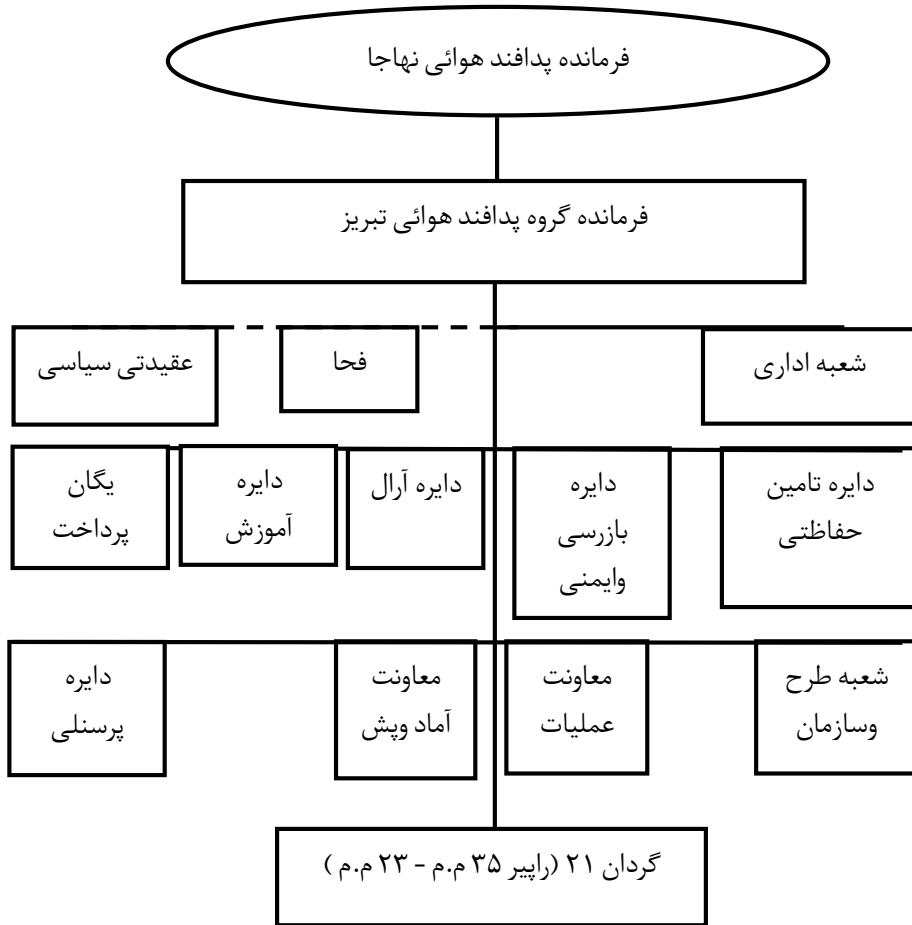 فرمانده پدافند هوائی نهاجا
فرمانده گروه پدافند هوائی تبریز
شعبه اداری
فحا
عقیدتی سیاسی
دایره تامین
حفاظتی
دایره
بازرسی
وایمنی
دایره آرال
دایره
آموزش
یگان
پرداخت
شعبه طرح
وسازمان
معاونت
عملیات
معاونت
آماد وپش
دایره
پرسنلی
گردان ۲۱ (راپیر ۳۵ م.م - ۲۳ م.م )